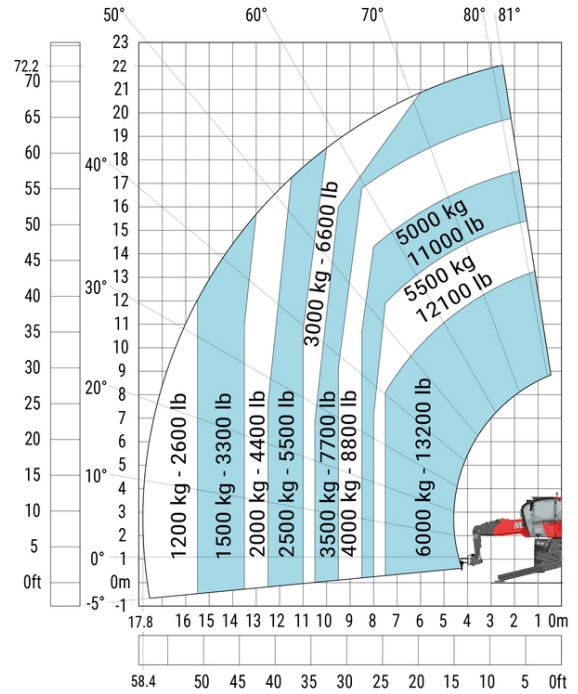 50° 60° 70° 80° 81°
23
72.2 22
70 21
20
65 19
60 40° 18
55 17
16
50 15
45 14
13
40 30° 12
35 11
10
30 9
25 20° 8
7
20 6
15 10° 5
4
10 3
5 2
0° 1
0ft 0m
-5° -1
1200 kg - 2600 lb
1500 kg - 3300 lb
2000 kg - 4400 lb
2500 kg - 5500 lb
3000 kg - 6600 lb
3500 kg - 7700 lb
4000 kg - 8800 lb
5000 kg
11000 lb
5500 kg
12100 lb
6000 kg - 13200 lb
17.8 16 15 14 13 12 11 10 9 8 7 6 5 4 3 2 1 0m
58.4 50 45 40 35 30 25 20 15 10 5 0ft